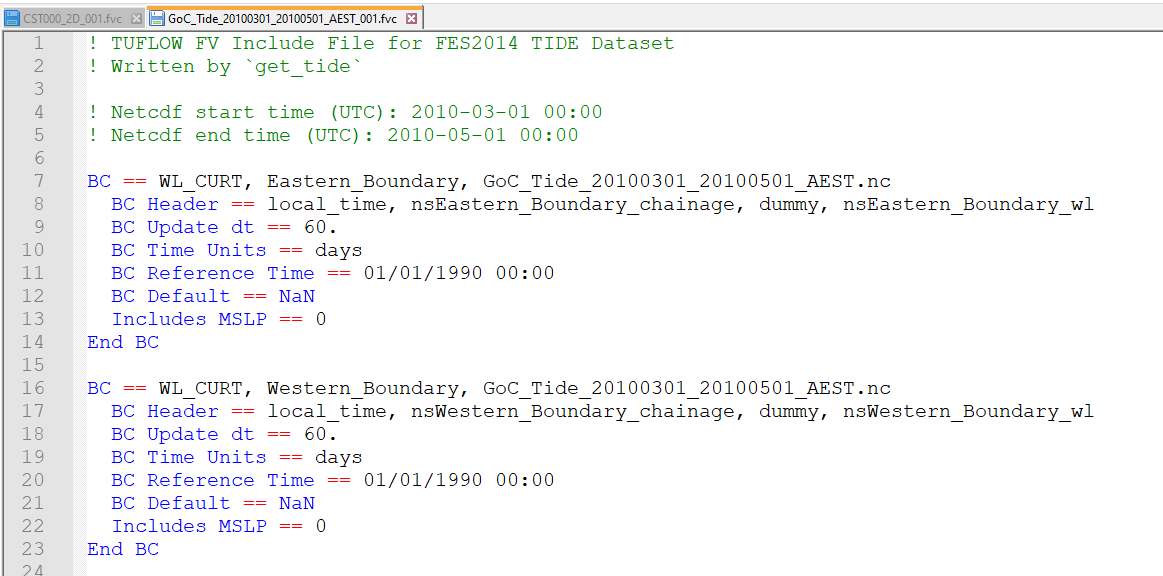 CST000_2D_001.fvc GoC_Tide_20100301_20100501_AEST_001.fvc
1 ! TUFLOW FV Include File for FES2014 TIDE Dataset
2 ! Written by `get_tide`
3
4 ! Netcdf start time (UTC): 2010-03-01 00:00
5 ! Netcdf end time (UTC): 2010-05-01 00:00
6
7 BC == WL_CURT, Eastern_Boundary, GoC_Tide_20100301_20100501_AEST.nc
8 BC Header == local_time, nsEastern_Boundary_chainage, dummy, nsEastern_Boundary_wl
9 BC Update dt == 60.
10 BC Time Units == days
11 BC Reference Time == 01/01/1990 00:00
12 BC Default == NaN
13 Includes MSLP == 0
14 End BC
15
16 BC == WL_CURT, Western_Boundary, GoC_Tide_20100301_20100501_AEST.nc
17 BC Header == local_time, nsWestern_Boundary_chainage, dummy, nsWestern_Boundary_wl
18 BC Update dt == 60.
19 BC Time Units == days
20 BC Reference Time == 01/01/1990 00:00
21 BC Default == NaN
22 Includes MSLP == 0
23 End BC
24